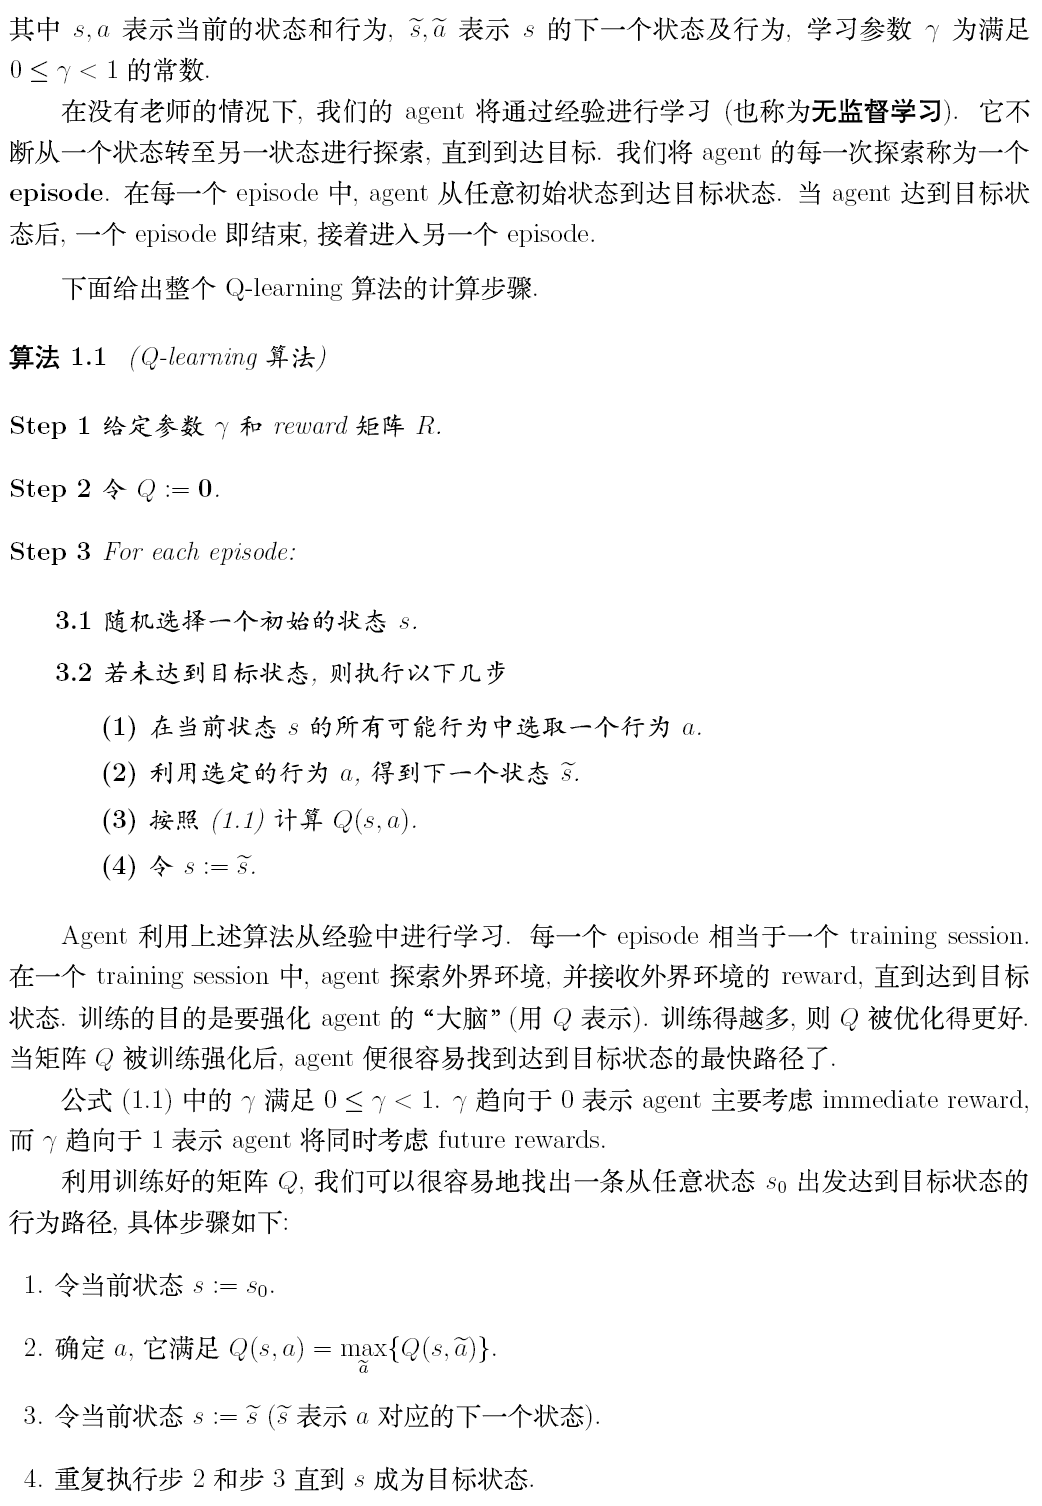 其中 s, a 表示当前的状态和行为, s̃, ã 表示 s 的下一个状态及行为, 学习参数 γ 为满足
0 ≤ γ < 1 的常数.
在没有老师的情况下, 我们的 agent 将通过经验进行学习 (也称为无监督学习). 它不
断从一个状态转至另一状态进行探索, 直到到达目标. 我们将 agent 的每一次探索称为一个
episode. 在每一个 episode 中, agent 从任意初始状态到达目标状态. 当 agent 达到目标状
态后, 一个 episode 即结束, 接着进入另一个 episode.
下面给出整个 Q-learning 算法的计算步骤.
算法 1.1 (Q-learning 算法)
Step 1 给定参数 γ 和 reward 矩阵 R.
Step 2 令 Q := 0.
Step 3 For each episode:
3.1 随机选择一个初始的状态 s.
3.2 若未达到目标状态, 则执行以下几步
(1) 在当前状态 s 的所有可能行为中选取一个行为 a.
(2) 利用选定的行为 a, 得到下一个状态 s̃.
(3) 按照 (1.1) 计算 Q(s, a).
(4) 令 s := s̃.
Agent 利用上述算法从经验中进行学习. 每一个 episode 相当于一个 training session.
在一个 training session 中, agent 探索外界环境, 并接收外界环境的 reward, 直到达到目标
状态. 训练的目的是要强化 agent 的 “大脑” (用 Q 表示). 训练得越多, 则 Q 被优化得更好.
当矩阵 Q 被训练强化后, agent 便很容易找到达到目标状态的最快路径了.
公式 (1.1) 中的 γ 满足 0 ≤ γ < 1. γ 趋向于 0 表示 agent 主要考虑 immediate reward,
而 γ 趋向于 1 表示 agent 将同时考虑 future rewards.
利用训练好的矩阵 Q, 我们可以很容易地找出一条从任意状态 s₀ 出发达到目标状态的
行为路径, 具体步骤如下:
1. 令当前状态 s := s₀.
2. 确定 a, 它满足 Q(s, a) = max{Q(s, ã)}.
ã
3. 令当前状态 s := s̃ (s̃ 表示 a 对应的下一个状态).
4. 重复执行步 2 和步 3 直到 s 成为目标状态.